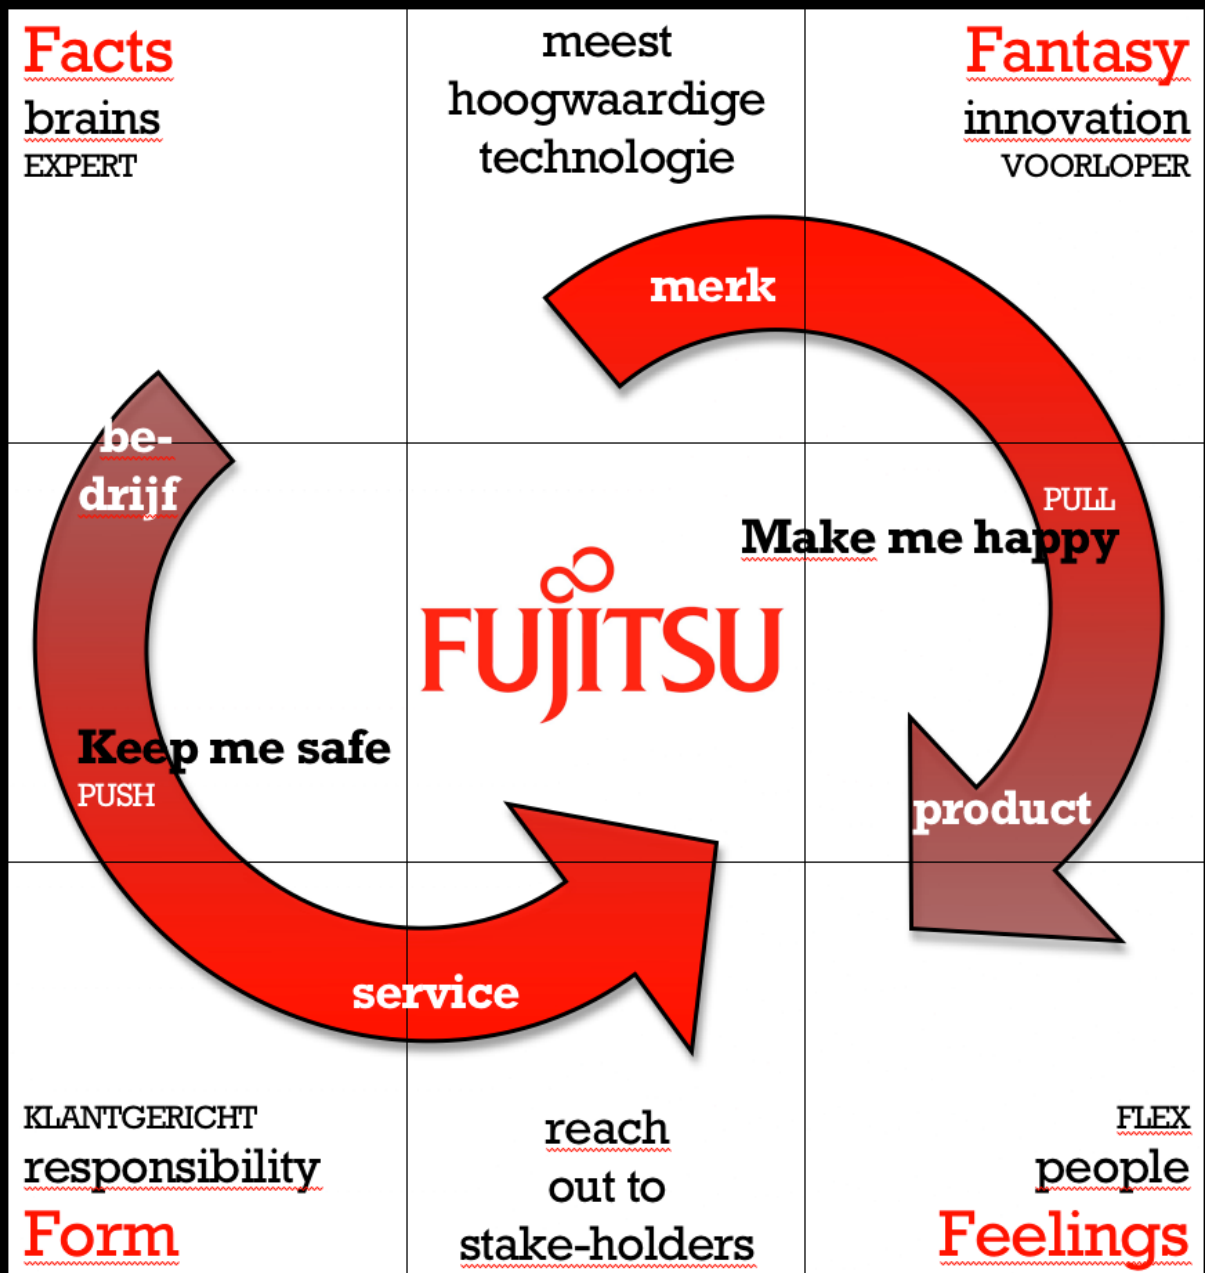 Facts
brains
EXPERT
meest
hoogwaardige
technologie
Fantasy
innovation
VOORLOPER
merk
be-
drijf
PULL
Make me happy
FUJITSU
Keep me safe
PUSH
product
service
KLANTGERICHT
responsibility
Form
reach
out to
stake-holders
FLEX
people
Feelings